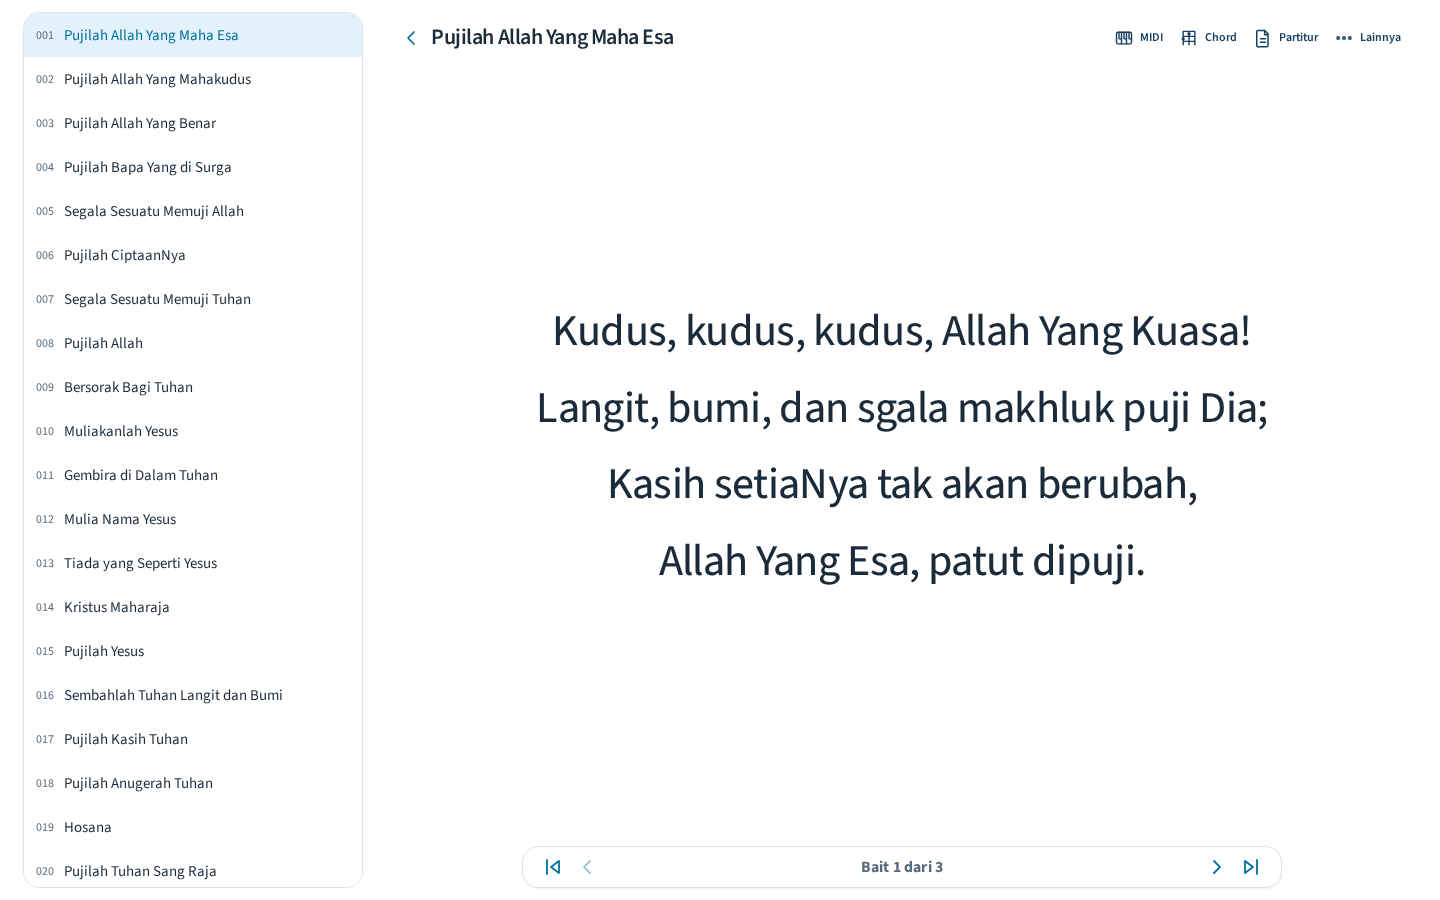 001 Pujilah Allah Yang Maha Esa
002 Pujilah Allah Yang Mahakudus
003 Pujilah Allah Yang Benar
004 Pujilah Bapa Yang di Surga
005 Segala Sesuatu Memuji Allah
006 Pujilah CiptaanNya
007 Segala Sesuatu Memuji Tuhan
008 Pujilah Allah
009 Bersorak Bagi Tuhan
010 Muliakanlah Yesus
011 Gembira di Dalam Tuhan
012 Mulia Nama Yesus
013 Tiada yang Seperti Yesus
014 Kristus Maharaja
015 Pujilah Yesus
016 Sembahlah Tuhan Langit dan Bumi
017 Pujilah Kasih Tuhan
018 Pujilah Anugerah Tuhan
019 Hosana
020 Pujilah Tuhan Sang Raja
Pujilah Allah Yang Maha Esa
MIDI Chord Partitur Lainnya
Kudus, kudus, kudus, Allah Yang Kuasa!
Langit, bumi, dan sgala makhluk puji Dia;
Kasih setiaNya tak akan berubah,
Allah Yang Esa, patut dipuji.
Bait 1 dari 3